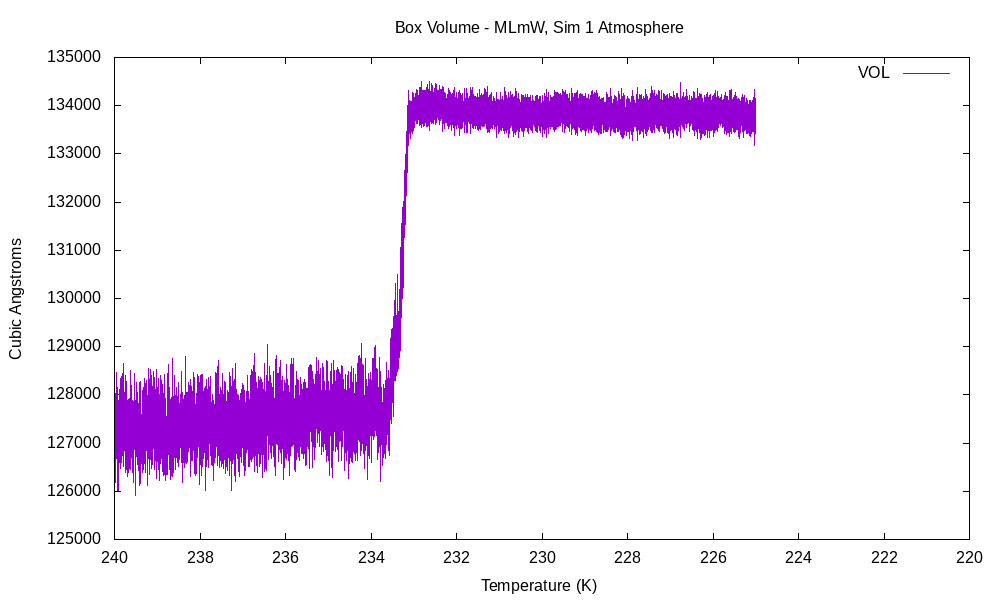 Box Volume - MLmW, Sim 1 Atmosphere
135000
VOL
134000
133000
132000
131000
130000
129000
128000
127000
126000
125000
240 238 236 234 232 230 228 226 224 222 220
Cubic Angstroms
Temperature (K)